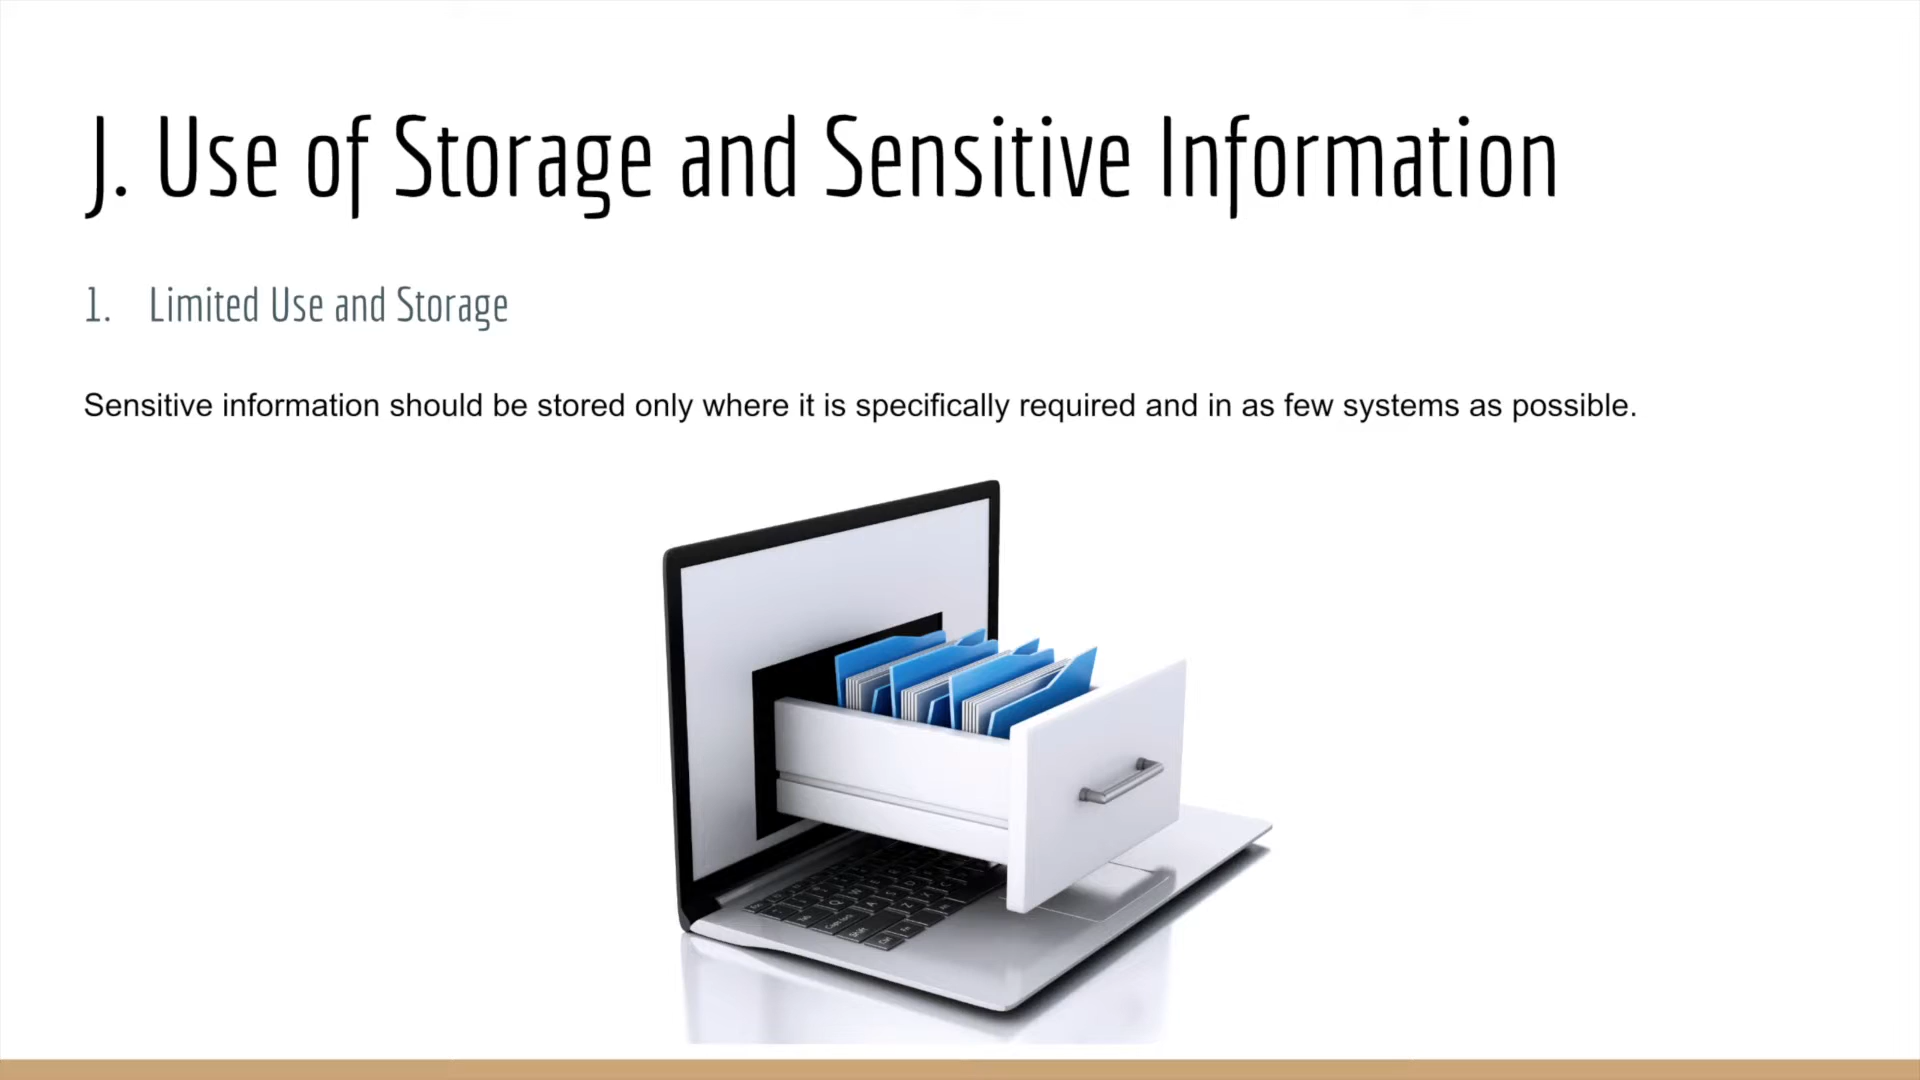 J. Use of Storage and Sensitive Information
1. Limited Use and Storage
Sensitive information should be stored only where it is specifically required and in as few systems as possible.